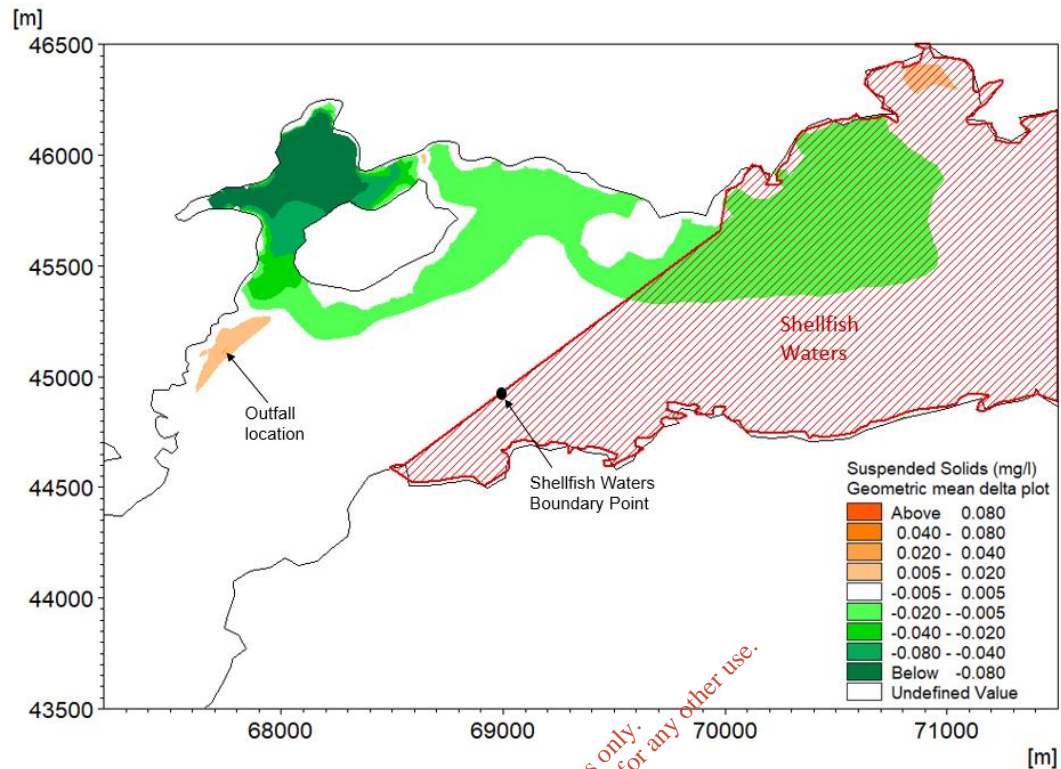 [m]
46500
46000
45500
45000
44500
44000
43500
68000
69000
70000
71000
[m]
Shellfish
Waters
Outfall
location
Shellfish Waters
Boundary Point
Suspended Solids (mg/l)
Geometric mean delta plot
Above 0.080
0.040 - 0.080
0.020 - 0.040
0.005 - 0.020
-0.005 - 0.005
-0.020 - -0.005
-0.040 - -0.020
-0.080 - -0.040
Below -0.080
Undefined Value
only.
for any other use.